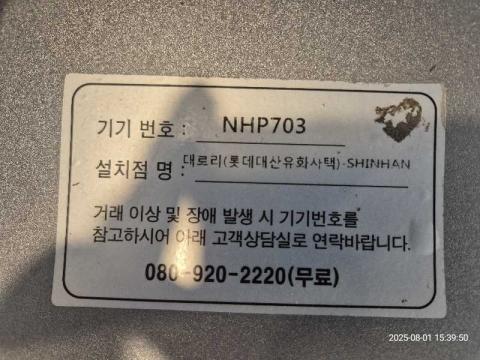 기기 번호 : NHP703
설치점 명 : 대로리(롯데대산유화사택)-SHINHAN
거래 이상 및 장애 발생 시 기기번호를
참고하시어 아래 고객상담실로 연락바랍니다.
080-920-2220(무료)
2025-08-01 15:39:50